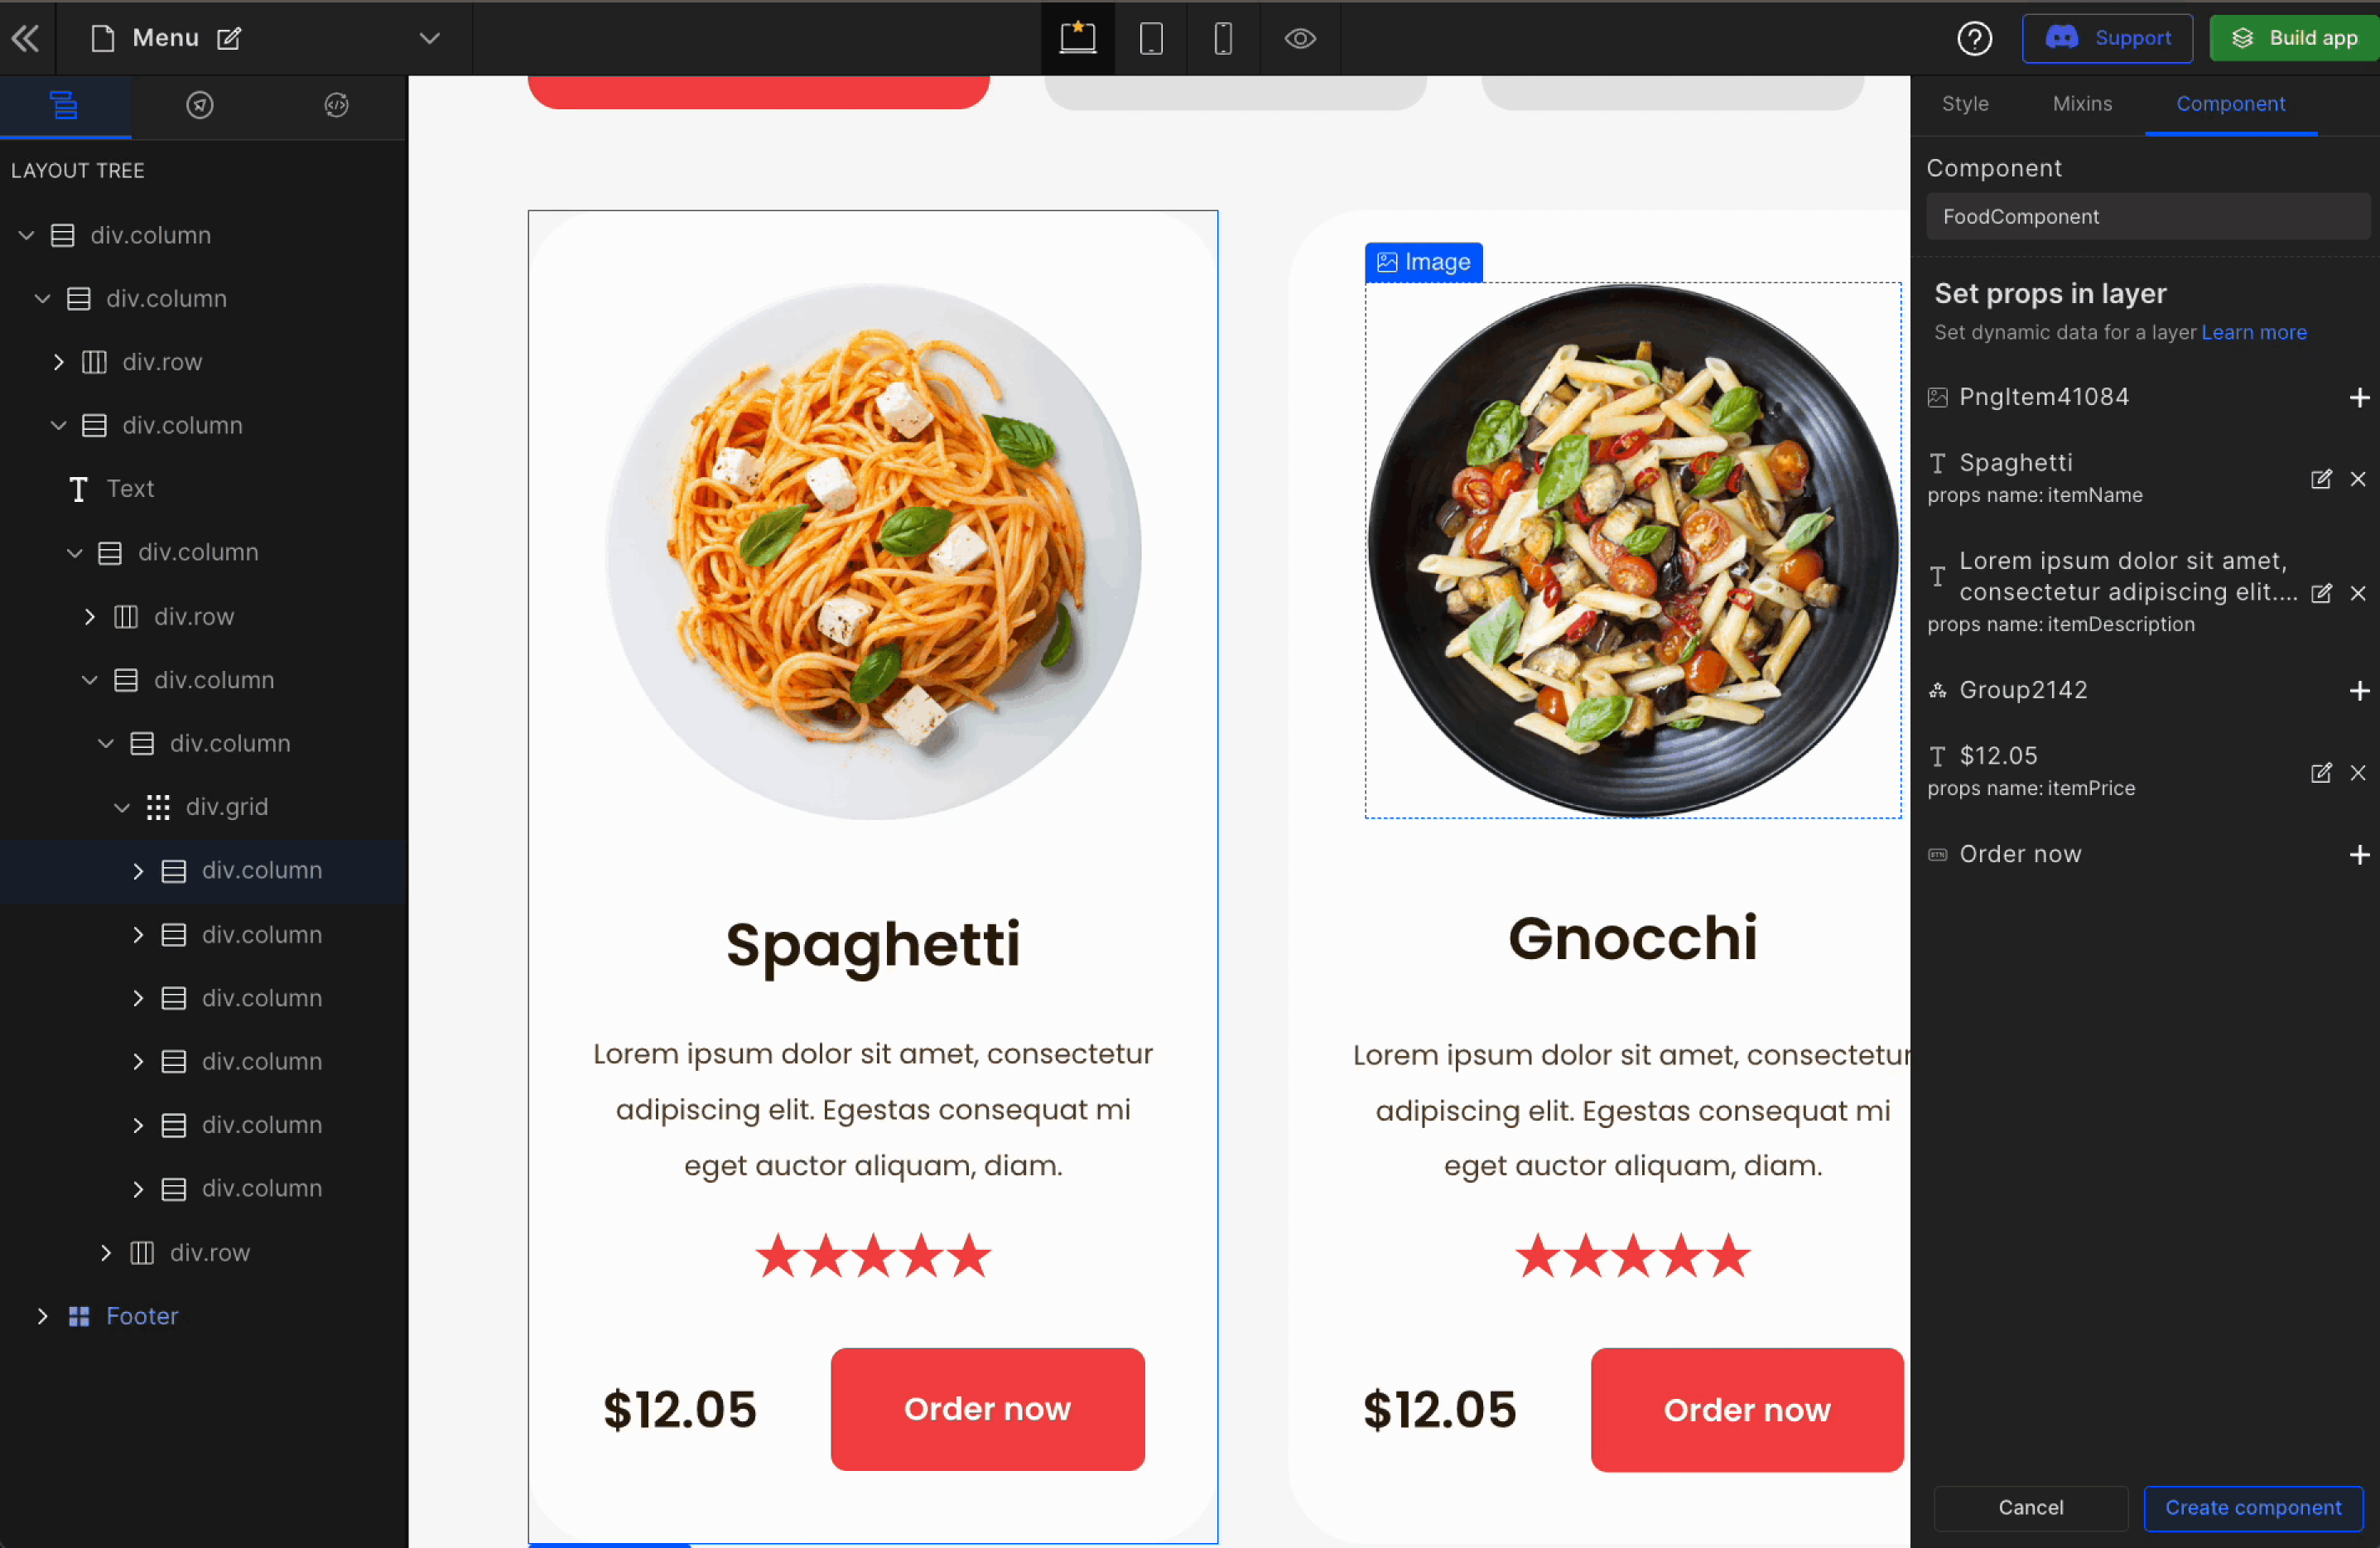 Menu
Support
Build app
LAYOUT TREE
div.column
div.column
div.row
div.column
Text
div.column
div.row
div.column
div.column
div.grid
div.column
div.column
div.column
div.column
div.column
div.column
div.row
Footer
Image
Spaghetti
Lorem ipsum dolor sit amet, consectetur
adipiscing elit. Egestas consequat mi
eget auctor aliquam, diam.
$12.05
Order now
Gnocchi
Lorem ipsum dolor sit amet, consectetur
adipiscing elit. Egestas consequat mi
eget auctor aliquam, diam.
$12.05
Order now
Style Mixins Component
Component
FoodComponent
Set props in layer
Set dynamic data for a layer Learn more
PngItem41084
Spaghetti
props name: itemName
Lorem ipsum dolor sit amet,
consectetur adipiscing elit....
props name: itemDescription
Group2142
$12.05
props name: itemPrice
BTN Order now
Cancel
Create component